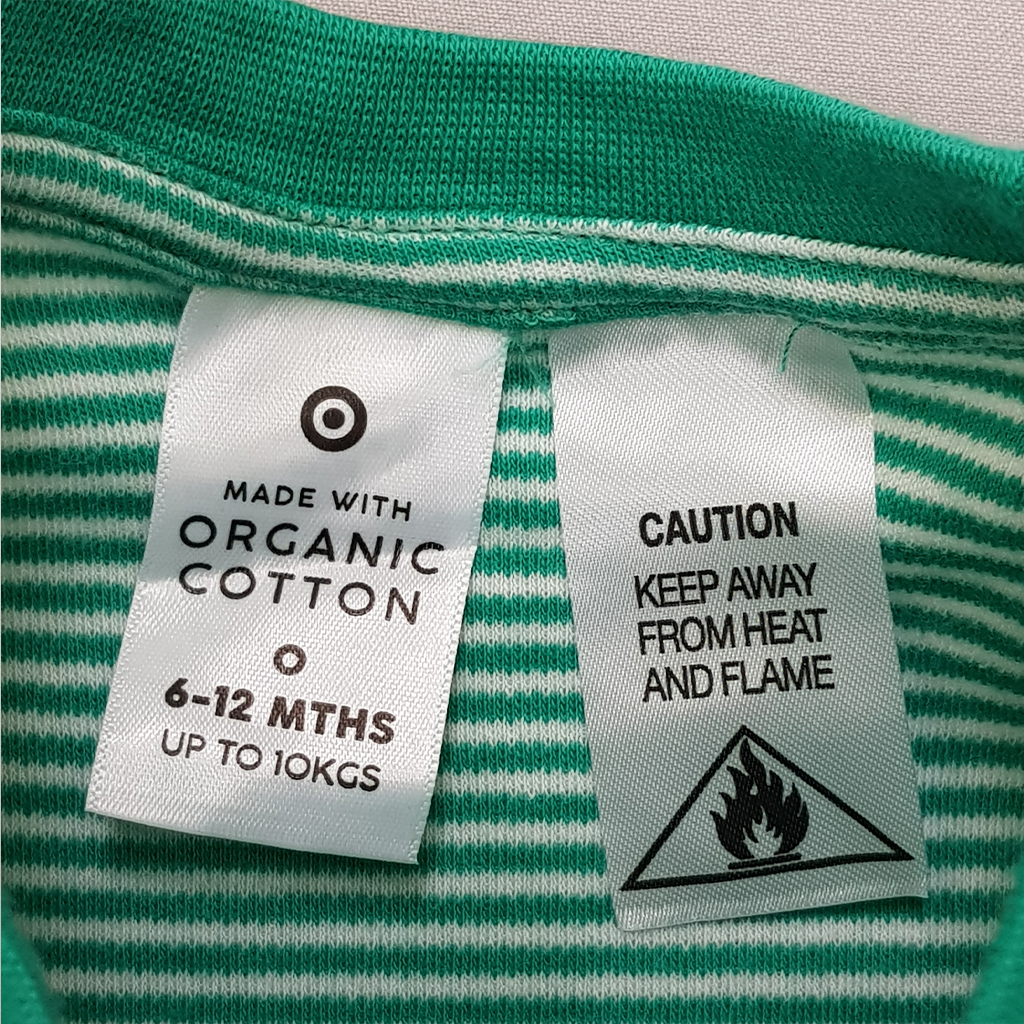 MADE WITH
ORGANIC
COTTON
6-12 MTHS
UP TO 10KGS
CAUTION
KEEP AWAY
FROM HEAT
AND FLAME